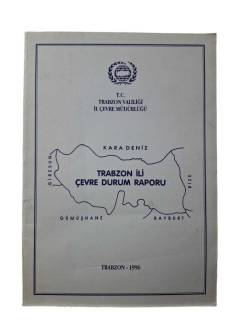 T.C.
TRABZON VALİLİĞİ
İL ÇEVRE MÜDÜRLÜĞÜ
KARA DENİZ
GİRESUN
TRABZON İLİ
ÇEVRE DURUM RAPORU
RİZE
GÜMÜŞHANE
BAYBURT
TRABZON - 1996